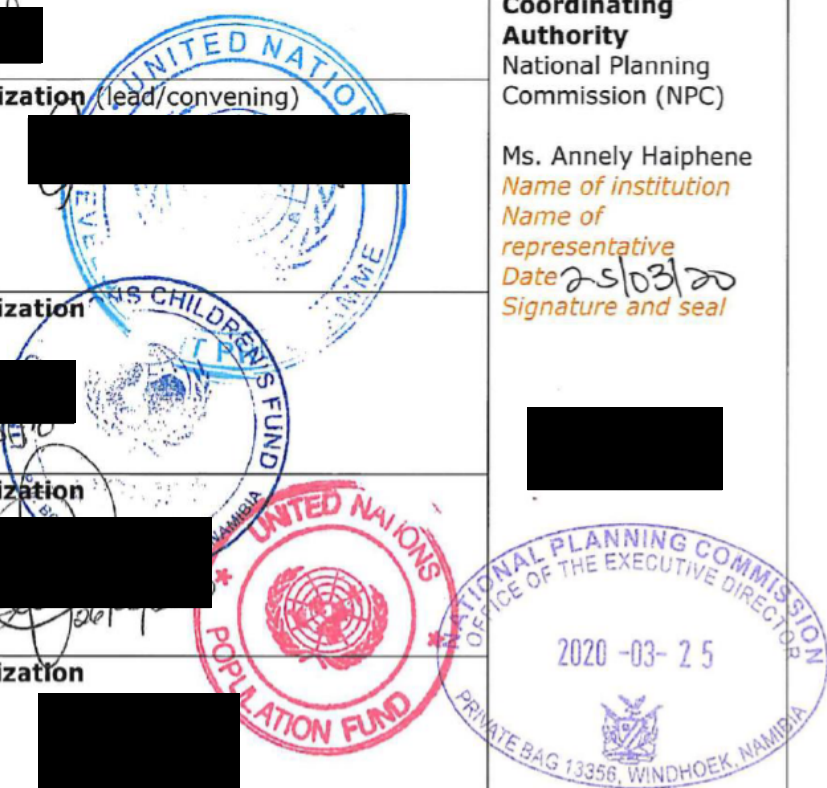 Coordinating
Authority
National Planning
Commission (NPC)
Ms. Annely Haiphene
Name of institution
Name of
representative
Date 25/03/20
Signature and seal
ization (lead/convening)
UNITED NATION
ization
CHILDREN'S FUND
NAMIBIA
ization
UNITED NATIONS
POPULATION FUND
ization
NATIONAL PLANNING COMMISSION
OFFICE OF THE EXECUTIVE DIRECTOR
2020 -03- 25
PRIVATE BAG 13356, WINDHOEK, NAMIBIA